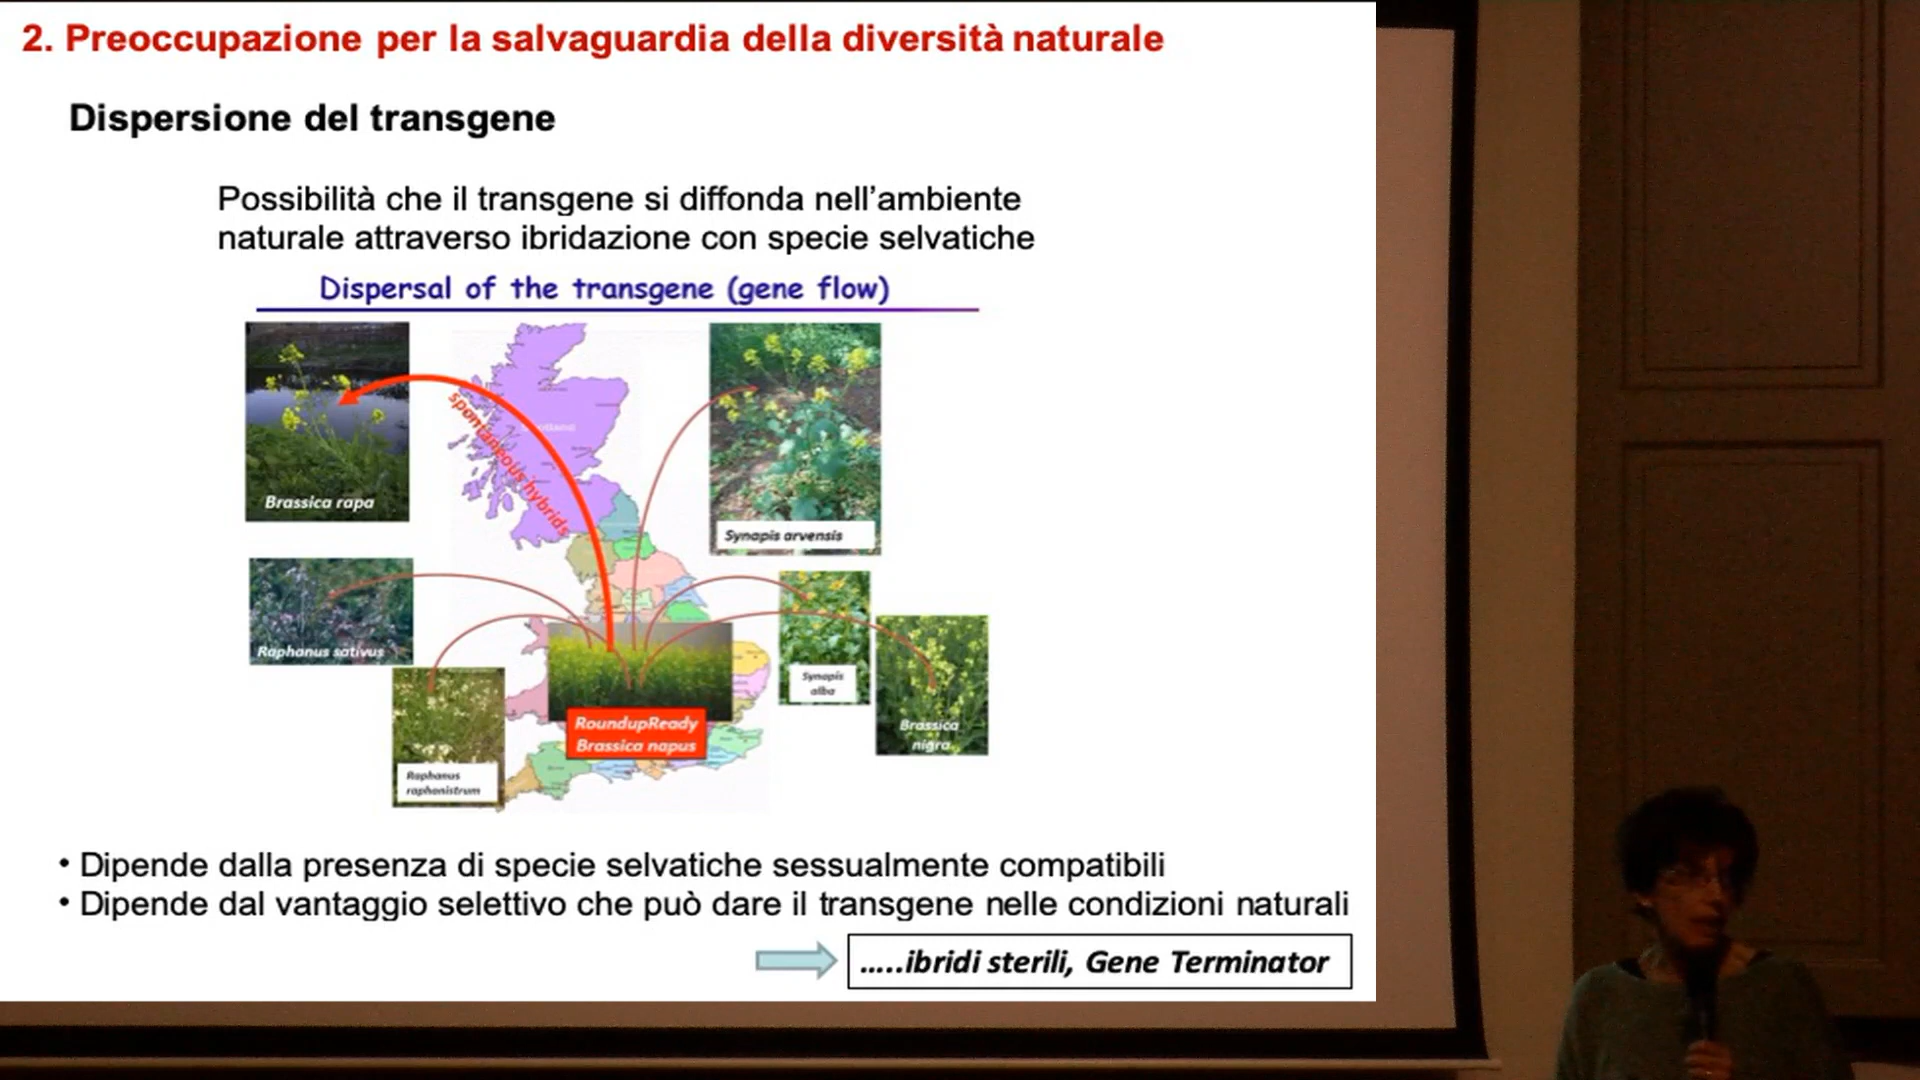 2. Preoccupazione per la salvaguardia della diversità naturale
Dispersione del transgene
Possibilità che il transgene si diffonda nell’ambiente
naturale attraverso ibridazione con specie selvatiche
Dispersal of the transgene (gene flow)
spontaneous hybrids
Brassica rapa
Synapis arvensis
Raphanus sativus
Synapis
alba
Brassica
nigra
RoundupReady
Brassica napus
Raphanus
raphanistrum
• Dipende dalla presenza di specie selvatiche sessualmente compatibili
• Dipende dal vantaggio selettivo che può dare il transgene nelle condizioni naturali
.....ibridi sterili, Gene Terminator